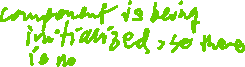 component is being
initialized, so there
is no